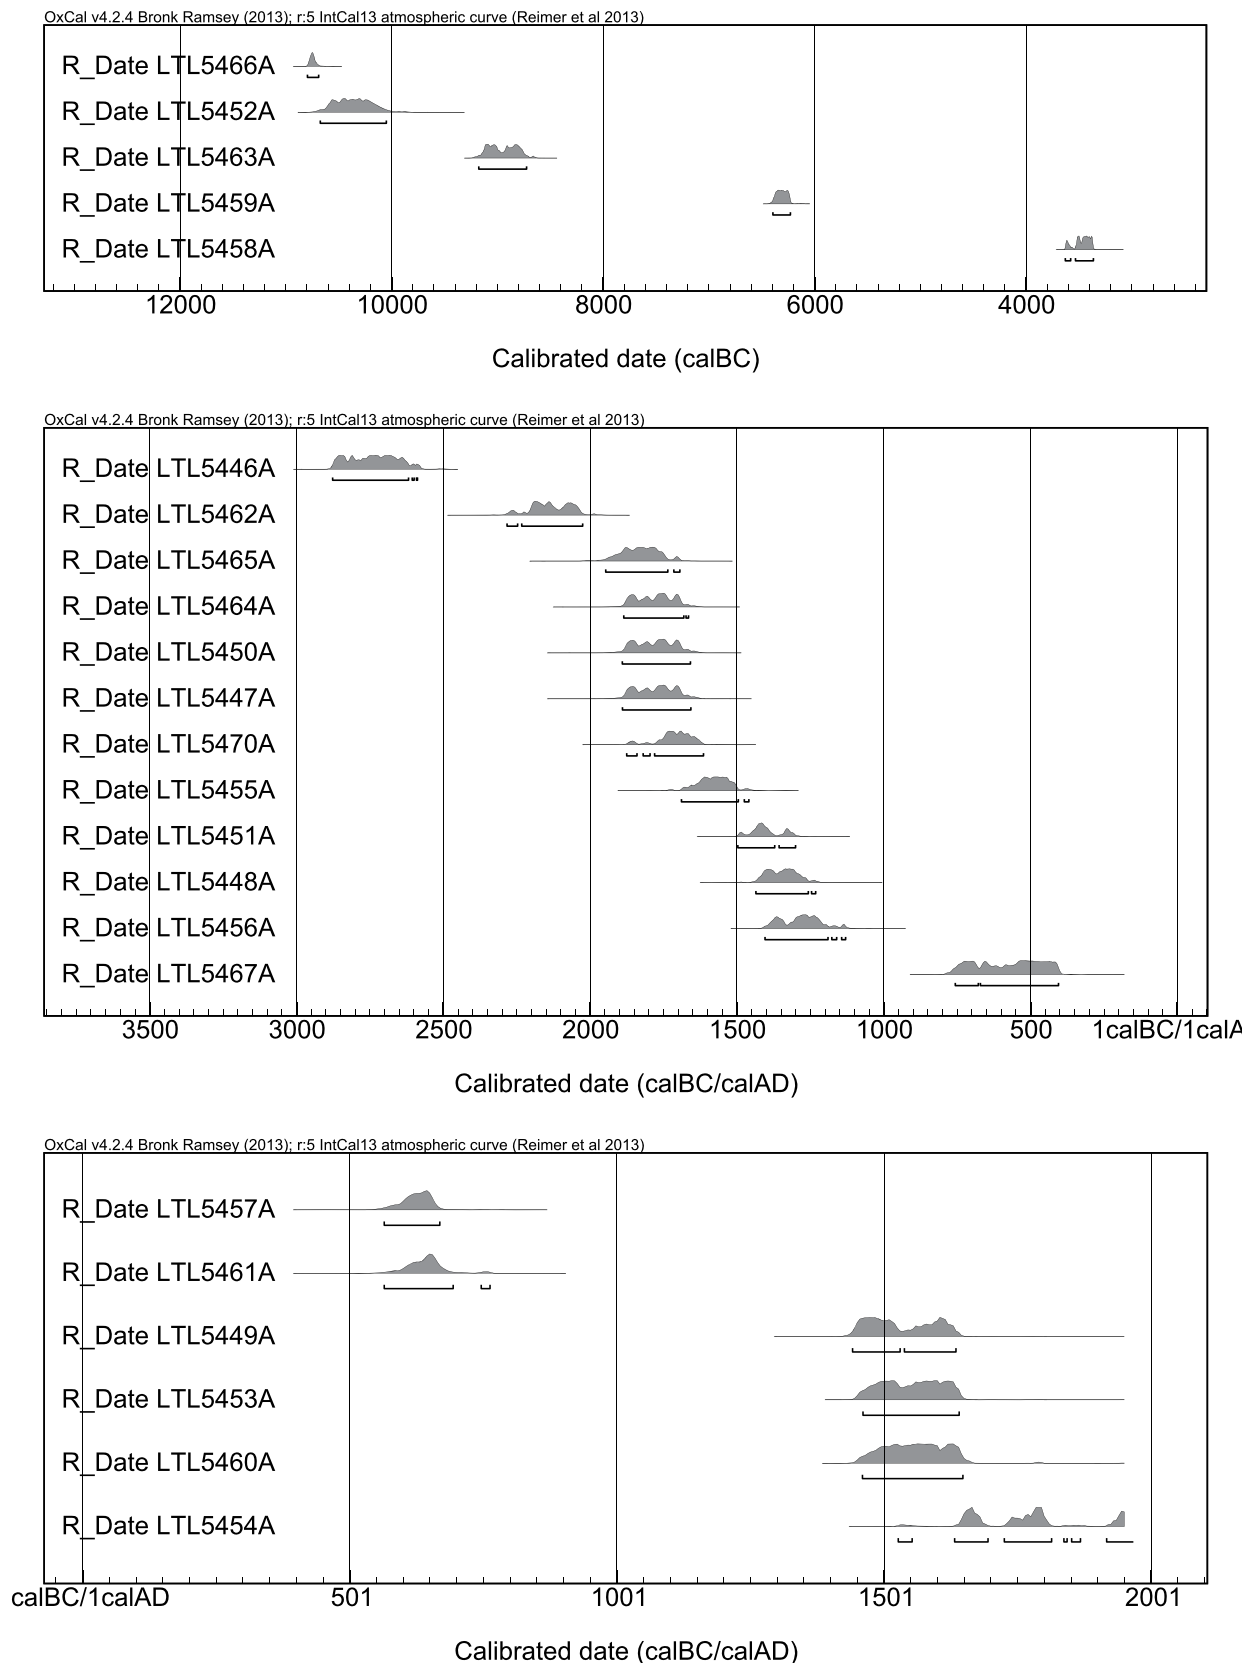 OxCal v4.2.4 Bronk Ramsey (2013); r:5 IntCal13 atmospheric curve (Reimer et al 2013)
R_Date LTL5466A
R_Date LTL5452A
R_Date LTL5463A
R_Date LTL5459A
R_Date LTL5458A
12000 10000 8000 6000 4000
Calibrated date (calBC)
OxCal v4.2.4 Bronk Ramsey (2013); r:5 IntCal13 atmospheric curve (Reimer et al 2013)
R_Date LTL5446A
R_Date LTL5462A
R_Date LTL5465A
R_Date LTL5464A
R_Date LTL5450A
R_Date LTL5447A
R_Date LTL5470A
R_Date LTL5455A
R_Date LTL5451A
R_Date LTL5448A
R_Date LTL5456A
R_Date LTL5467A
3500 3000 2500 2000 1500 1000 500 1calBC/1calA
Calibrated date (calBC/calAD)
OxCal v4.2.4 Bronk Ramsey (2013); r:5 IntCal13 atmospheric curve (Reimer et al 2013)
R_Date LTL5457A
R_Date LTL5461A
R_Date LTL5449A
R_Date LTL5453A
R_Date LTL5460A
R_Date LTL5454A
calBC/1calAD 501 1001 1501 2001
Calibrated date (calBC/calAD)